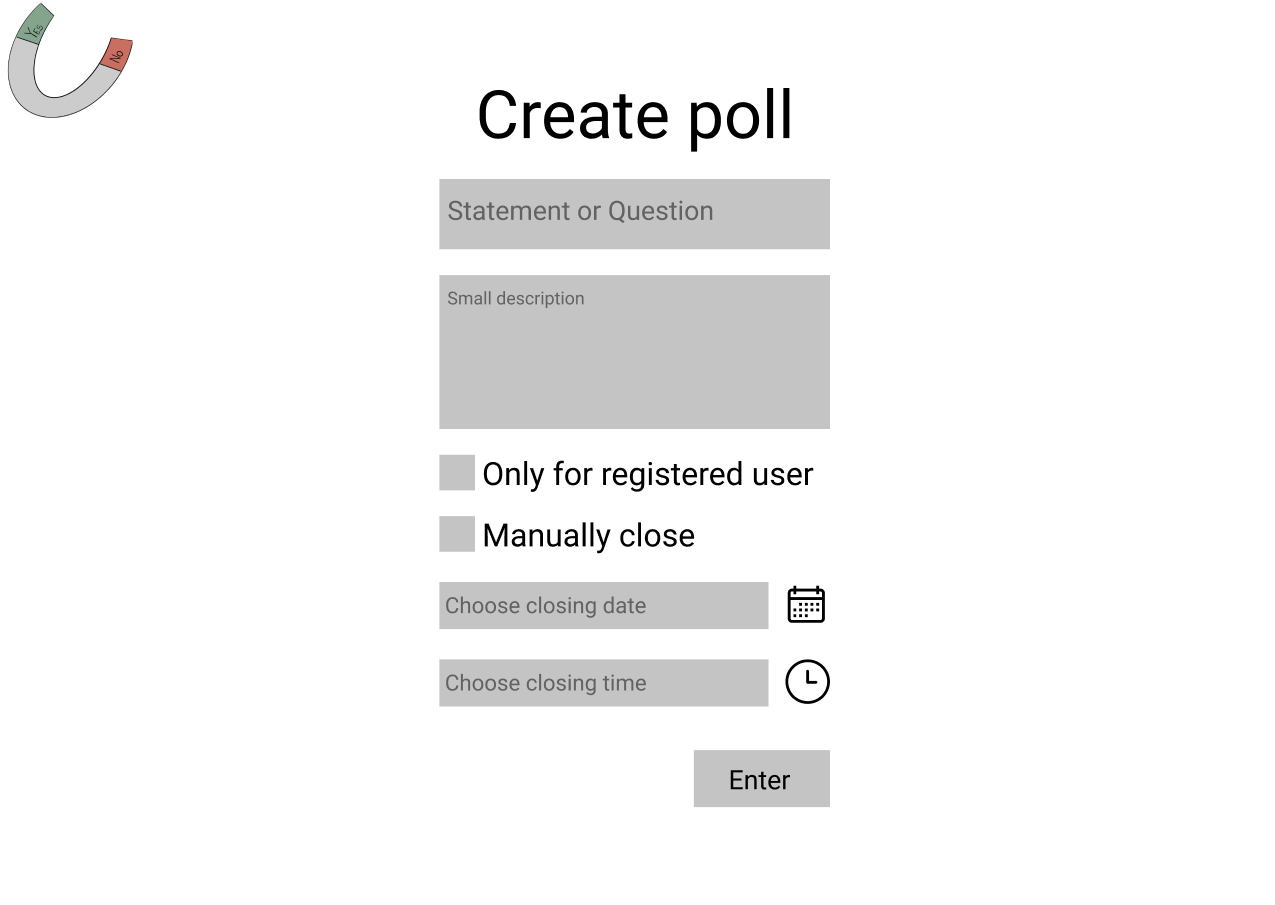 YES
No
Create poll
Statement or Question
Small description
Only for registered user
Manually close
Choose closing date
Choose closing time
Enter